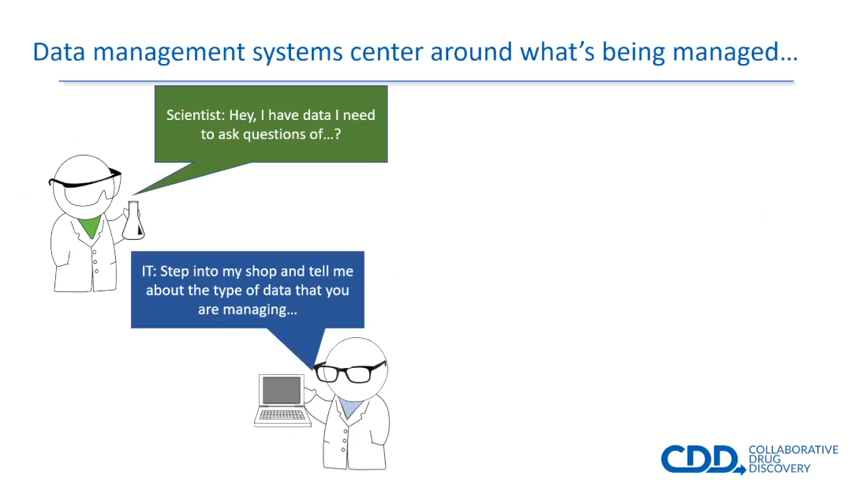 Data management systems center around what's being managed…
Scientist: Hey, I have data I need
to ask questions of…?
IT: Step into my shop and tell me
about the type of data that you
are managing…
CDD
COLLABORATIVE
DRUG
DISCOVERY